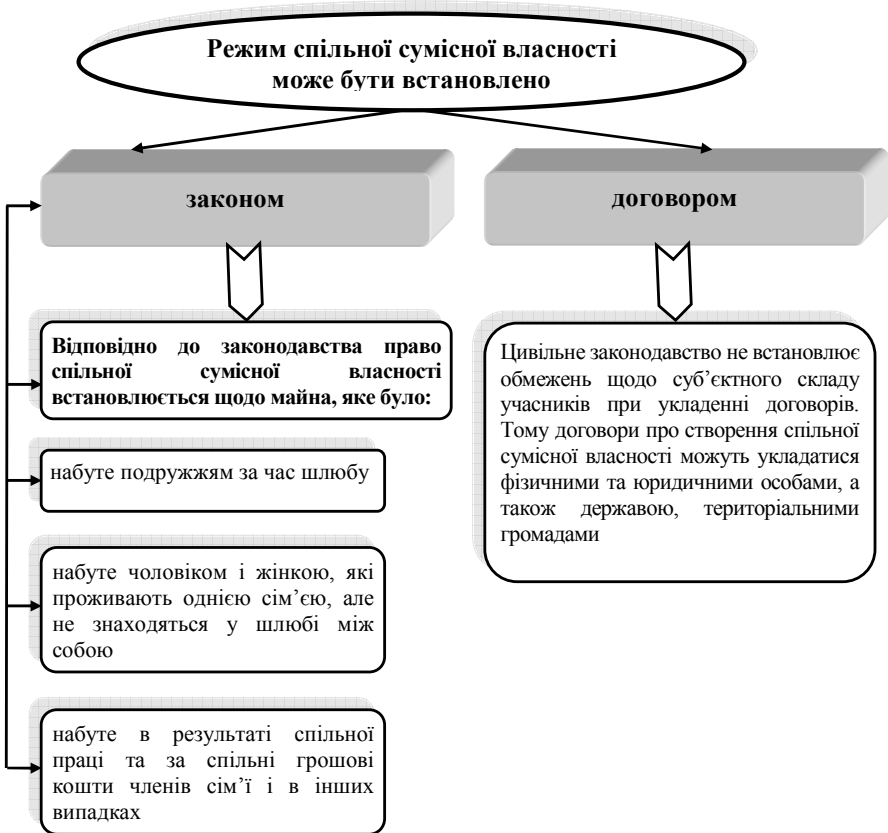 Режим спільної сумісної власності
може бути встановлено
законом
договором
Відповідно до законодавства право
спільної сумісної власності
встановлюється щодо майна, яке було:
набуте подружжям за час шлюбу
набуте чоловіком і жінкою, які
проживають однією сім’єю, але
не знаходяться у шлюбі між
собою
набуте в результаті спільної
праці та за спільні грошові
кошти членів сім’ї і в інших
випадках
Цивільне законодавство не встановлює
обмежень щодо суб’єктного складу
учасників при укладенні договорів.
Тому договори про створення спільної
сумісної власності можуть укладатися
фізичними та юридичними особами, а
також державою, територіальними
громадами